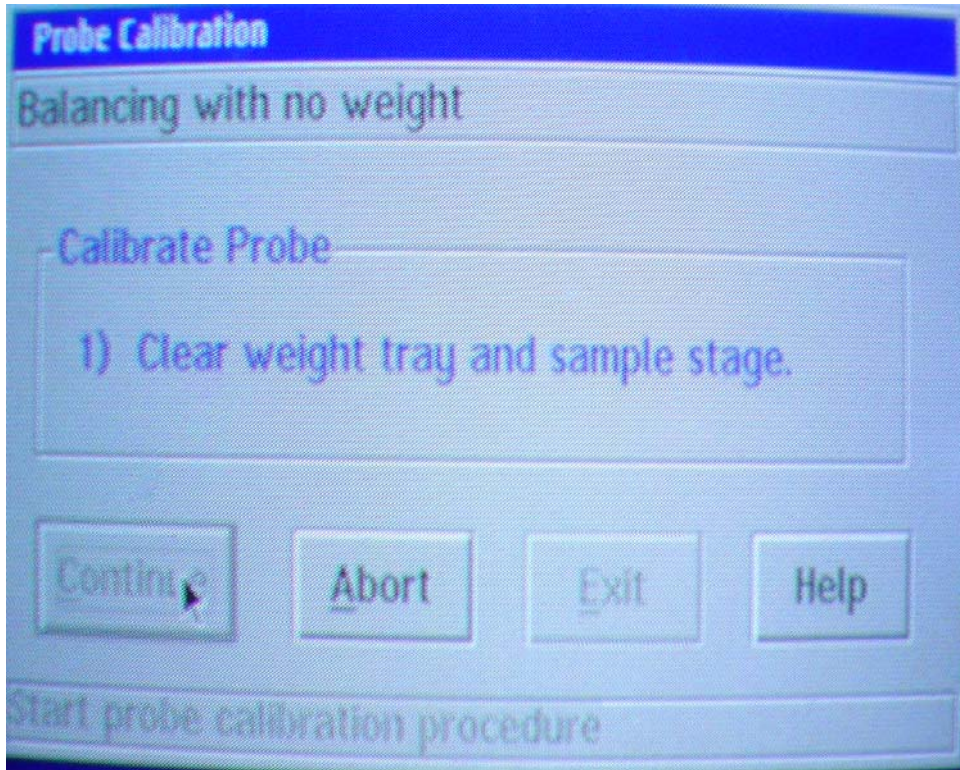 Probe Calibration
Balancing with no weight
Calibrate Probe
1) Clear weight tray and sample stage.
Continue
Abort
Exit
Help
Start probe calibration procedure